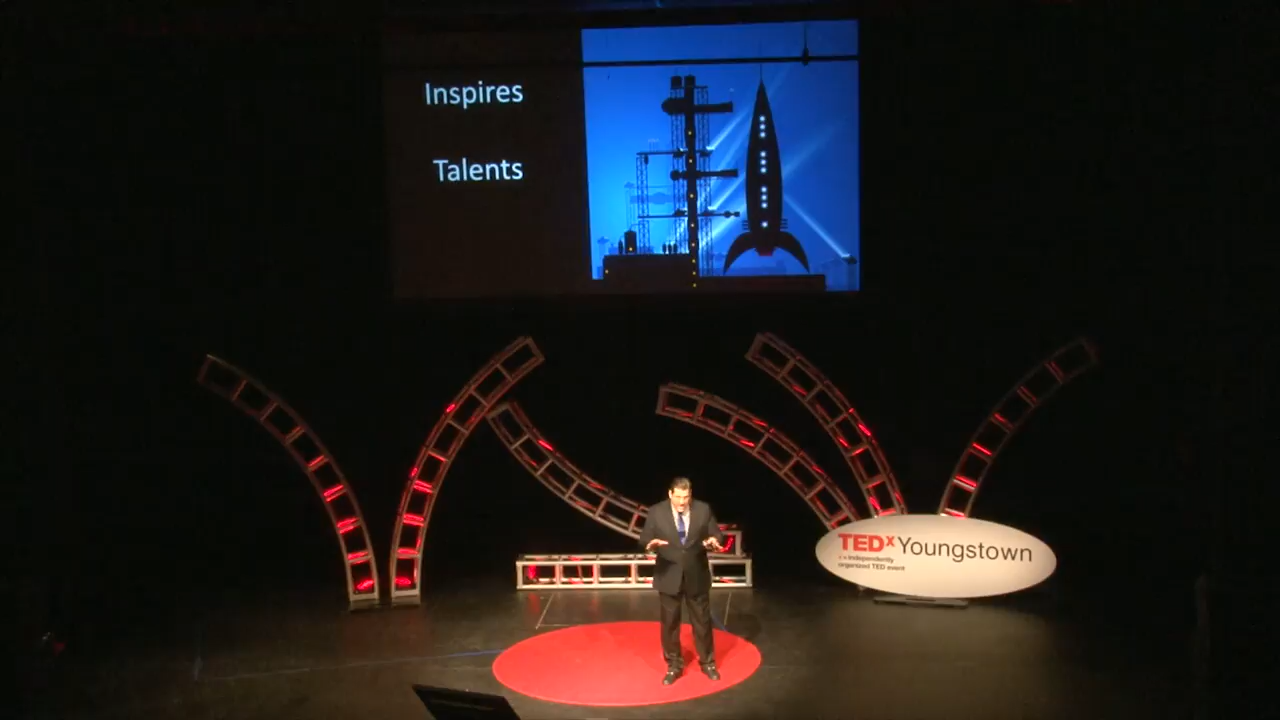 Inspires
Talents
TEDx Youngstown
x = independently
organized TED event